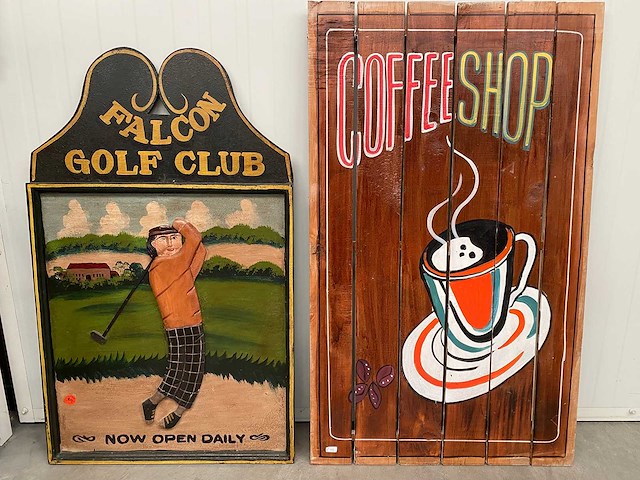 FALCON
GOLF CLUB
NOW OPEN DAILY
COFFEE SHOP